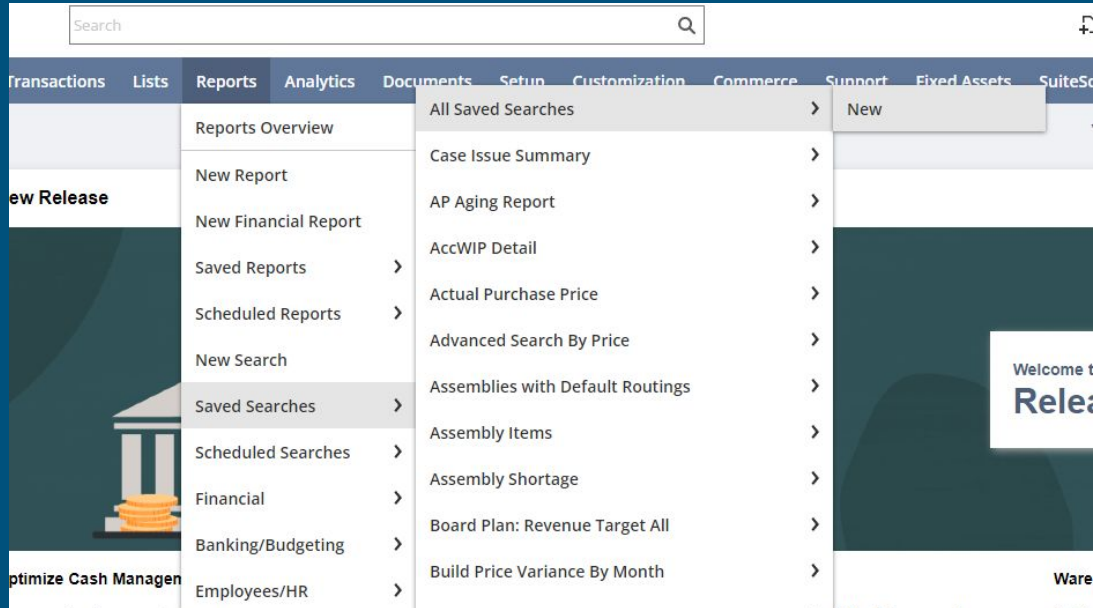 Search
Transactions Lists Reports Analytics Documents Setup Customization Commerce Support Fixed Assets
All Saved Searches
New
Reports Overview
Case Issue Summary
New Report
AP Aging Report
New Financial Report
AccWIP Detail
Saved Reports
Actual Purchase Price
Scheduled Reports
Advanced Search By Price
New Search
Assemblies with Default Routings
Saved Searches
Assembly Items
Scheduled Searches
Assembly Shortage
Financial
Board Plan: Revenue Target All
Banking/Budgeting
Build Price Variance By Month
Employees/HR
ew Release
Welcome t
Relea
ptimize Cash Managen
Ware